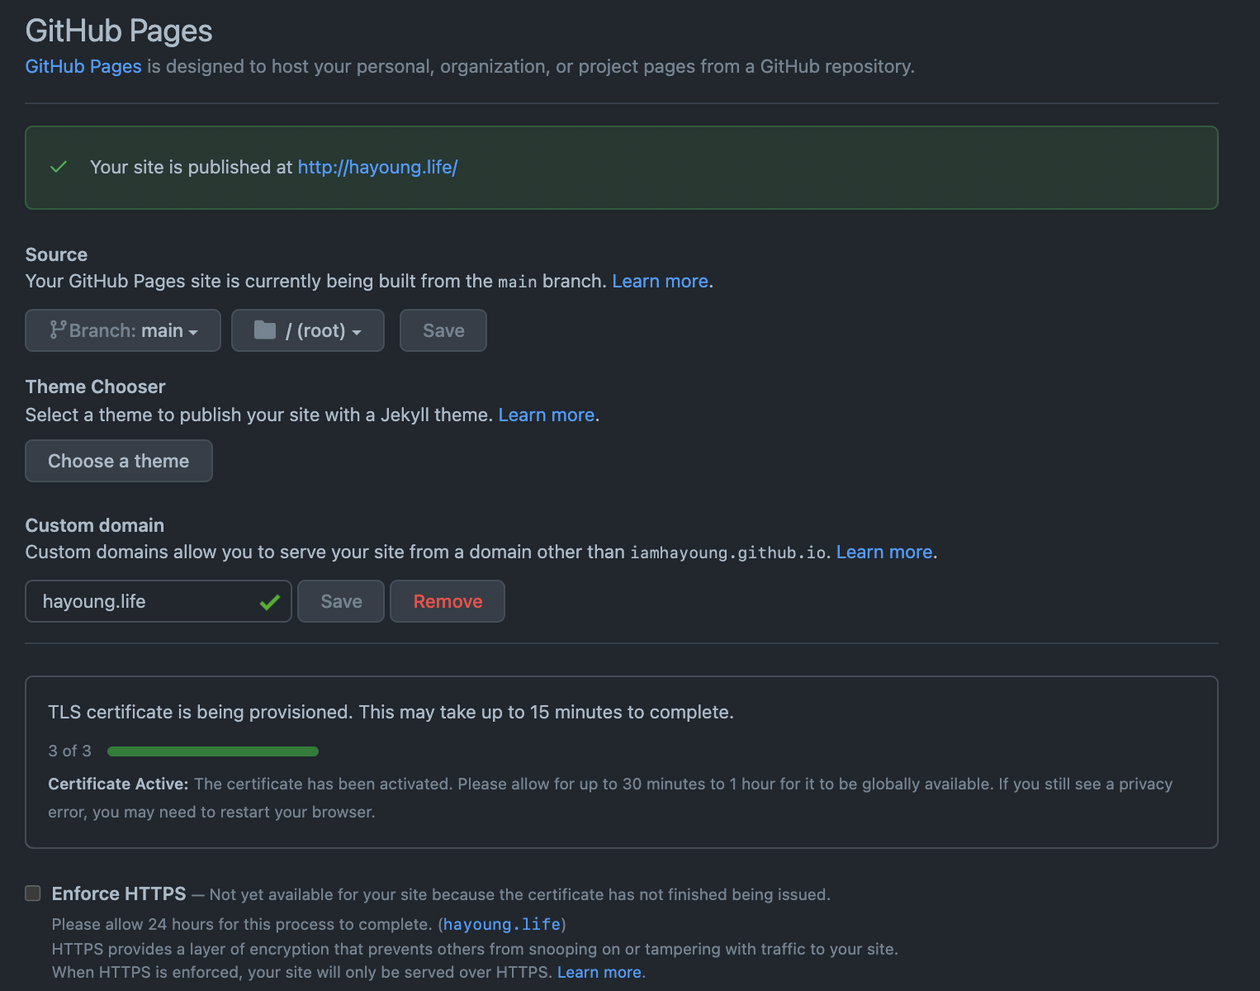 GitHub Pages
GitHub Pages is designed to host your personal, organization, or project pages from a GitHub repository.
Your site is published at http://hayoung.life/
Source
Your GitHub Pages site is currently being built from the main branch. Learn more.
Branch: main
/ (root)
Save
Theme Chooser
Select a theme to publish your site with a Jekyll theme. Learn more.
Choose a theme
Custom domain
Custom domains allow you to serve your site from a domain other than iamhayoung.github.io. Learn more.
hayoung.life
Save
Remove
TLS certificate is being provisioned. This may take up to 15 minutes to complete.
3 of 3
Certificate Active: The certificate has been activated. Please allow for up to 30 minutes to 1 hour for it to be globally available. If you still see a privacy
error, you may need to restart your browser.
Enforce HTTPS — Not yet available for your site because the certificate has not finished being issued.
Please allow 24 hours for this process to complete. (hayoung.life)
HTTPS provides a layer of encryption that prevents others from snooping on or tampering with traffic to your site.
When HTTPS is enforced, your site will only be served over HTTPS. Learn more.